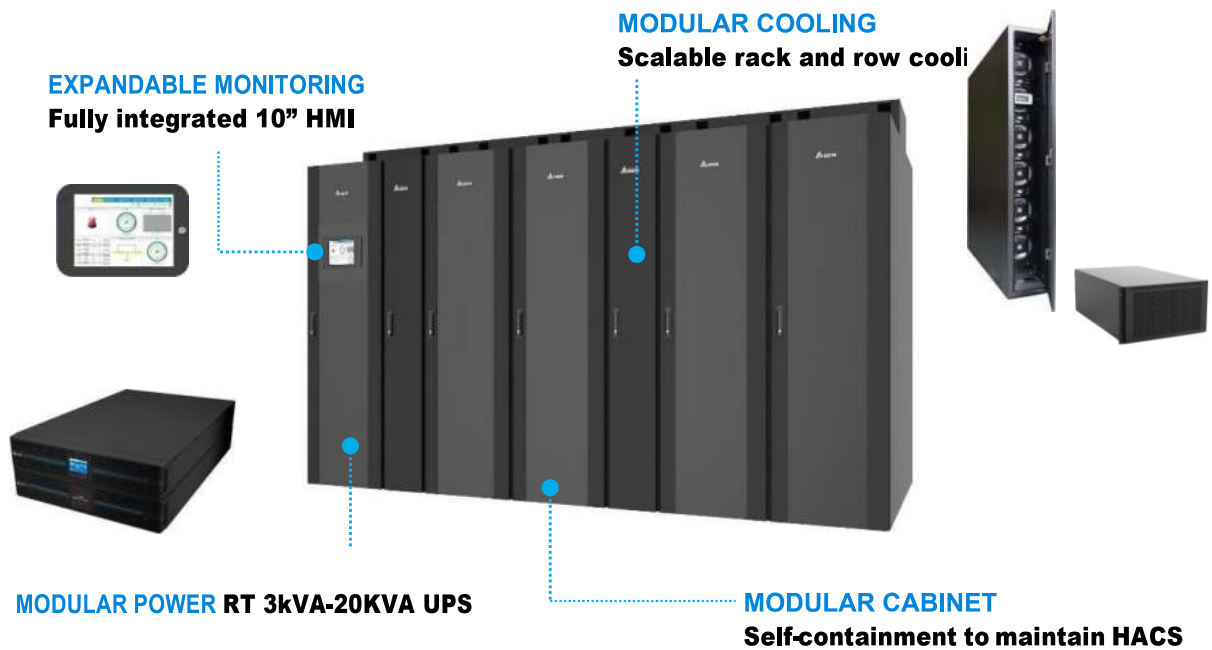 MODULAR COOLING
Scalable rack and row cooli
EXPANDABLE MONITORING
Fully integrated 10” HMI
MODULAR POWER RT 3kVA-20KVA UPS
MODULAR CABINET
Self-containment to maintain HACS